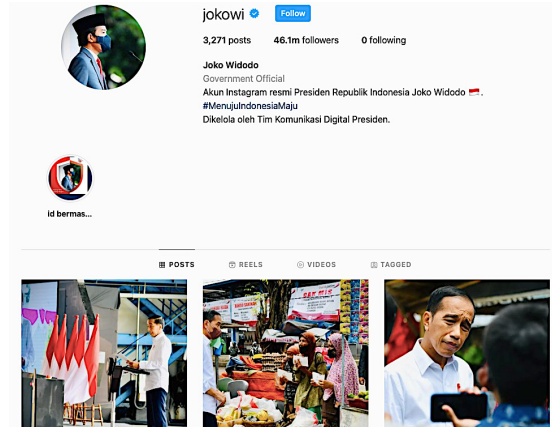 jokowi Follow
3,271 posts 46.1m followers 0 following
Joko Widodo
Government Official
Akun Instagram resmi Presiden Republik Indonesia Joko Widodo 🇮🇩.
#MenujuIndonesiaMaju
Dikelola oleh Tim Komunikasi Digital Presiden.
id bermas...
POSTS REELS VIDEOS TAGGED